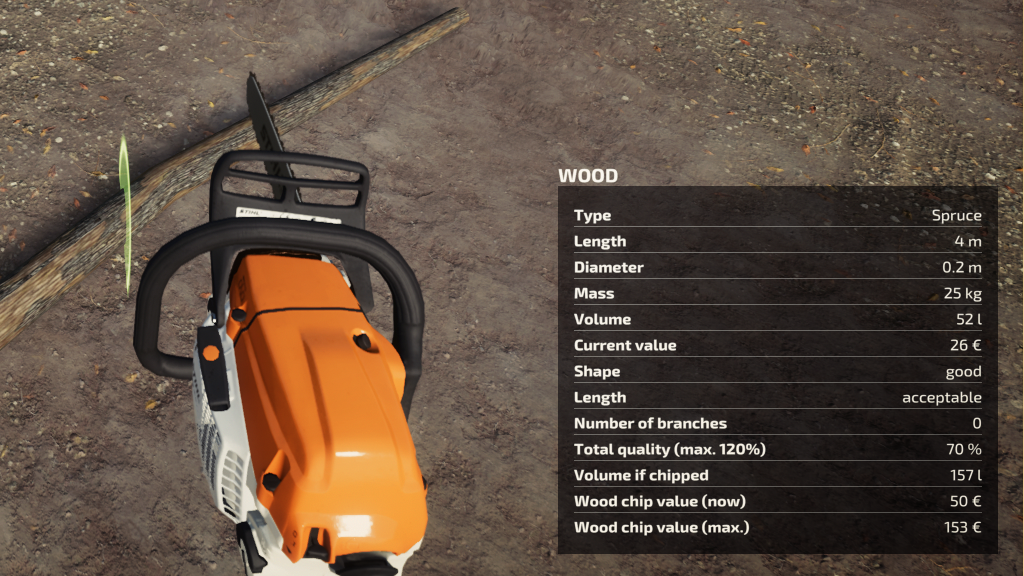 WOOD
Type Spruce
Length 4 m
Diameter 0.2 m
Mass 25 kg
Volume 52 l
Current value 26 €
Shape good
Length acceptable
Number of branches 0
Total quality (max. 120%) 70 %
Volume if chipped 157 l
Wood chip value (now) 50 €
Wood chip value (max.) 153 €